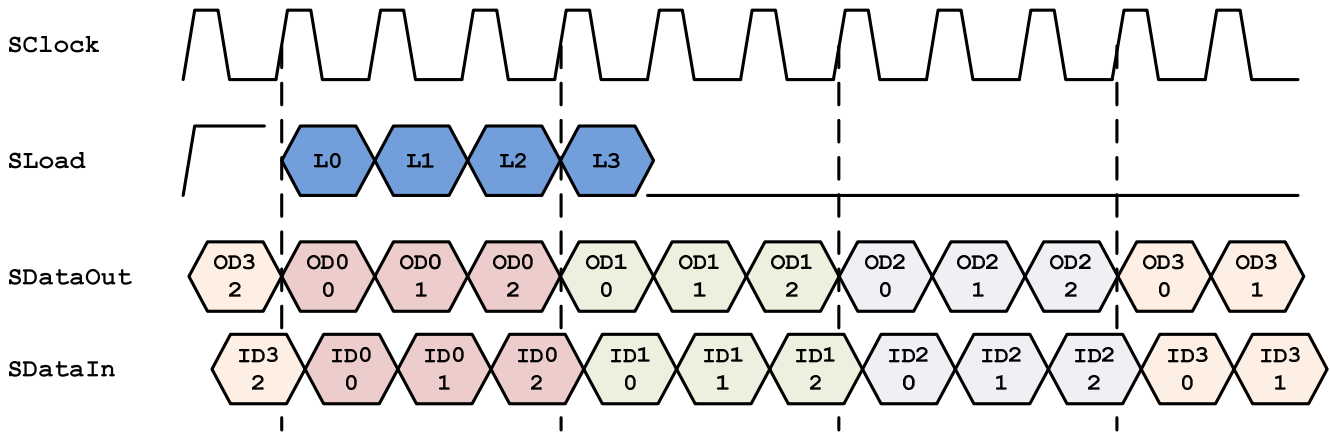 SClock
SLoad L0 L1 L2 L3
SDataOut OD3 2 OD0 0 OD0 1 OD0 2 OD1 0 OD1 1 OD1 2 OD2 0 OD2 1 OD2 2 OD3 0 OD3 1
SDataIn ID3 2 ID0 0 ID0 1 ID0 2 ID1 0 ID1 1 ID1 2 ID2 0 ID2 1 ID2 2 ID3 0 ID3 1